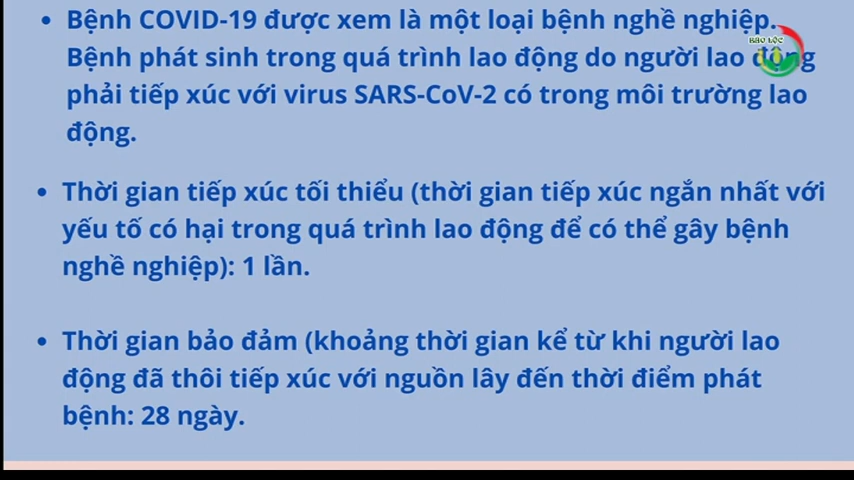 • Bệnh COVID-19 được xem là một loại bệnh nghề nghiệp.
BẢO LỘC
Bệnh phát sinh trong quá trình lao động do người lao động
phải tiếp xúc với virus SARS-CoV-2 có trong môi trường lao
động.
• Thời gian tiếp xúc tối thiểu (thời gian tiếp xúc ngắn nhất với
yếu tố có hại trong quá trình lao động để có thể gây bệnh
nghề nghiệp): 1 lần.
• Thời gian bảo đảm (khoảng thời gian kể từ khi người lao
động đã thôi tiếp xúc với nguồn lây đến thời điểm phát
bệnh: 28 ngày.